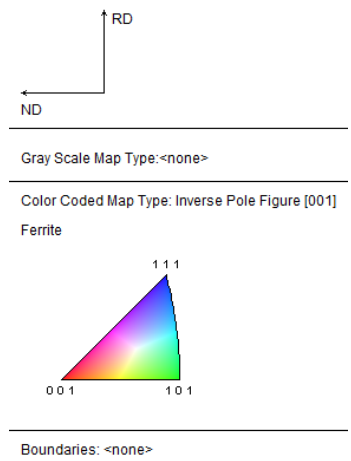 RD
ND
Gray Scale Map Type:<none>
Color Coded Map Type: Inverse Pole Figure [001]
Ferrite
1 1 1
0 0 1
1 0 1
Boundaries: <none>